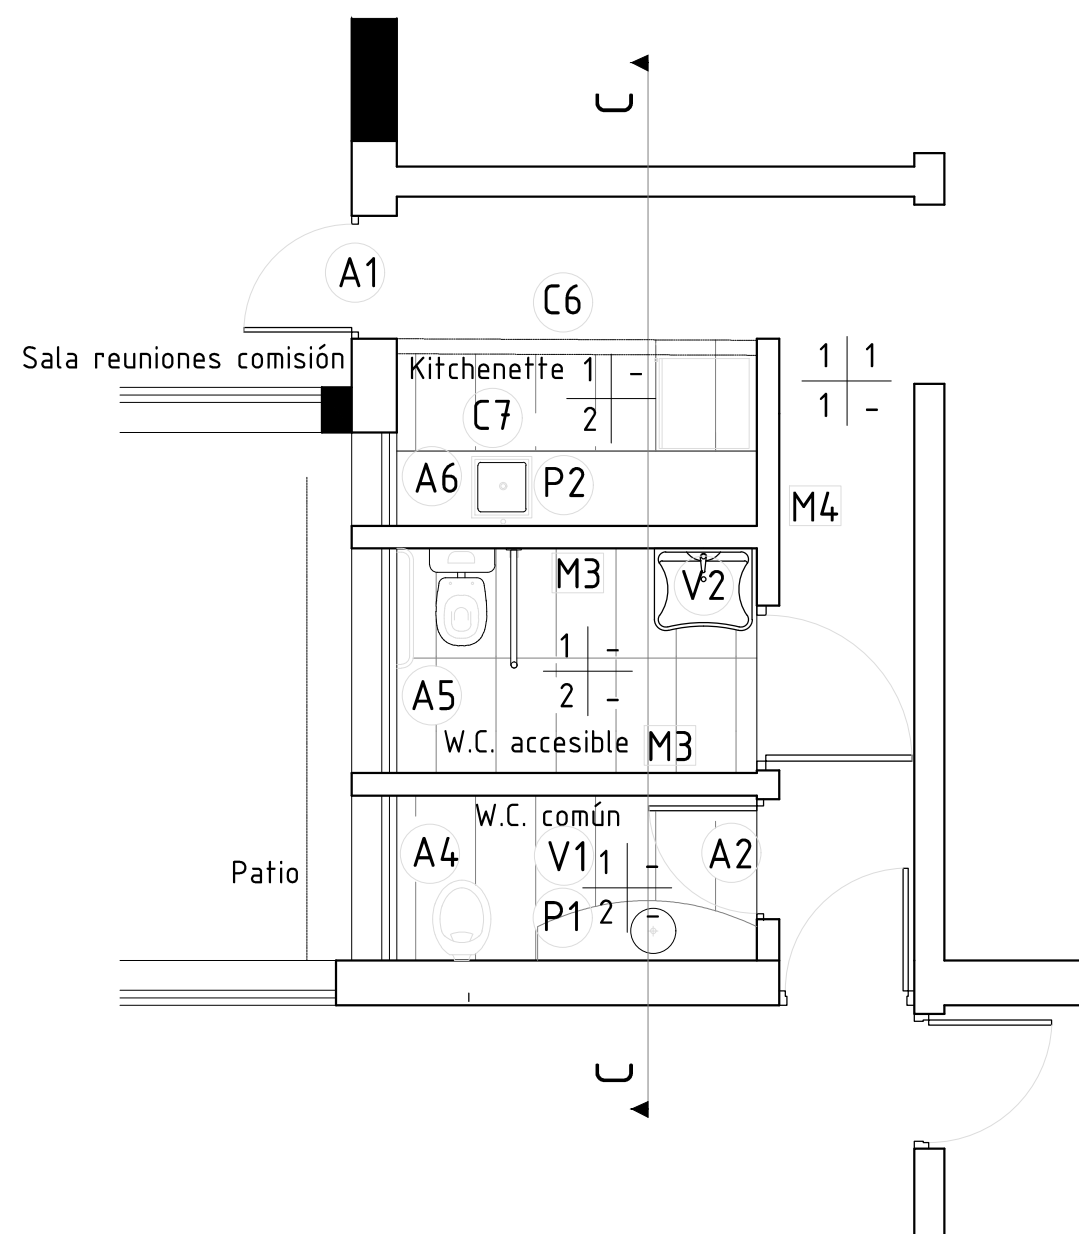 C
A1
C6
Sala reuniones comisión
Kitchenette
1 -
2
1 1
1 -
C7
A6
P2
M4
M3
V2
1 -
2 -
A5
W.C. accesible
M3
W.C. común
A4
V1
1 -
2 -
A2
Patio
P1
C